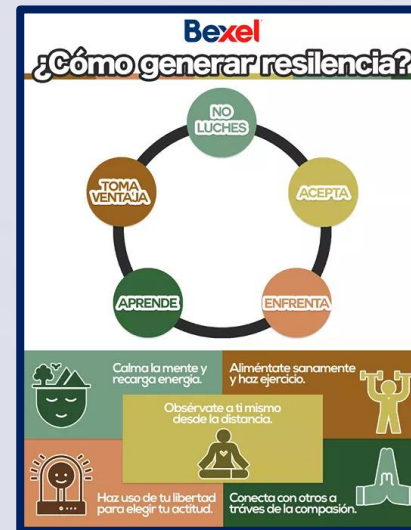 Bexel
¿Cómo generar resilencia?
NO
LUCHES
TOMA
VENTAJA
ACEPTA
APRENDE
ENFRENTA
Calma la mente y
recarga energía.
Aliméntate sanamente
y haz ejercicio.
Obsérvate a ti mismo
desde la distancia.
Haz uso de tu libertad
para elegir tu actitud.
Conecta con otros a
tráves de la compasión.